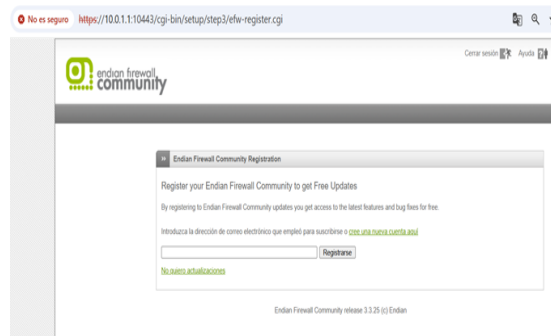 No es seguro https://10.0.1.1:10443/cgi-bin/setup/step3/efw-register.cgi
Cerrar sesión Ayuda
endian firewall
community
Endian Firewall Community Registration
Register your Endian Firewall Community to get Free Updates
By registering to Endian Firewall Community updates you get access to the latest features and bug fixes for free.
Introduzca la dirección de correo electrónico que empleó para suscribirse o cree una nueva cuenta aquí
Registrarse
No quiero actualizaciones
Endian Firewall Community release 3.3.25 (c) Endian